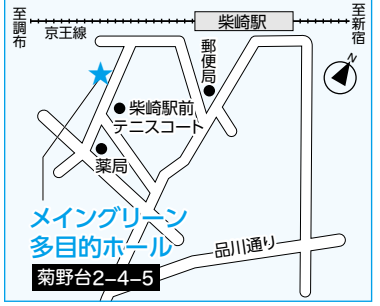 至調布
京王線
柴崎駅
至新宿
郵便局
柴崎駅前
テニスコート
薬局
メイングリーン
多目的ホール
品川通り
菊野台2-4-5